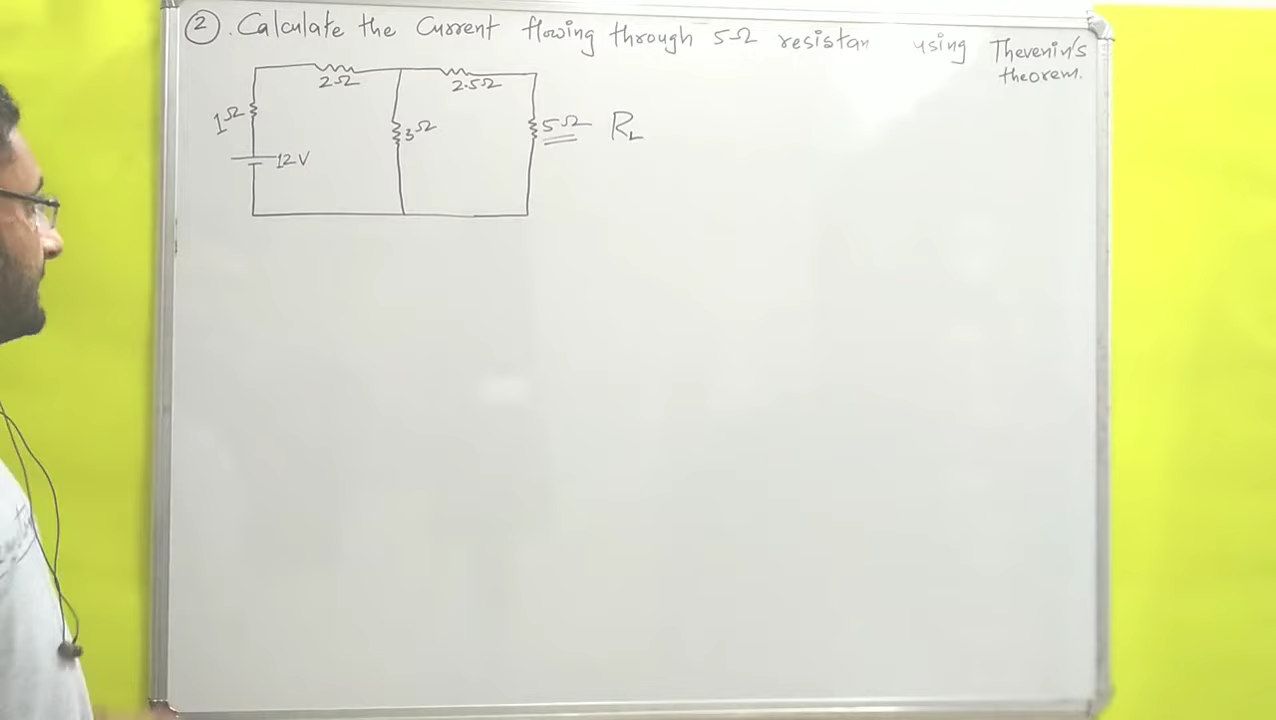 ② . Calculate the Current flowing through 5Ω resistan using Thevenin's
theorem.
2Ω
2.5Ω
1Ω
3Ω
5Ω RL
12V